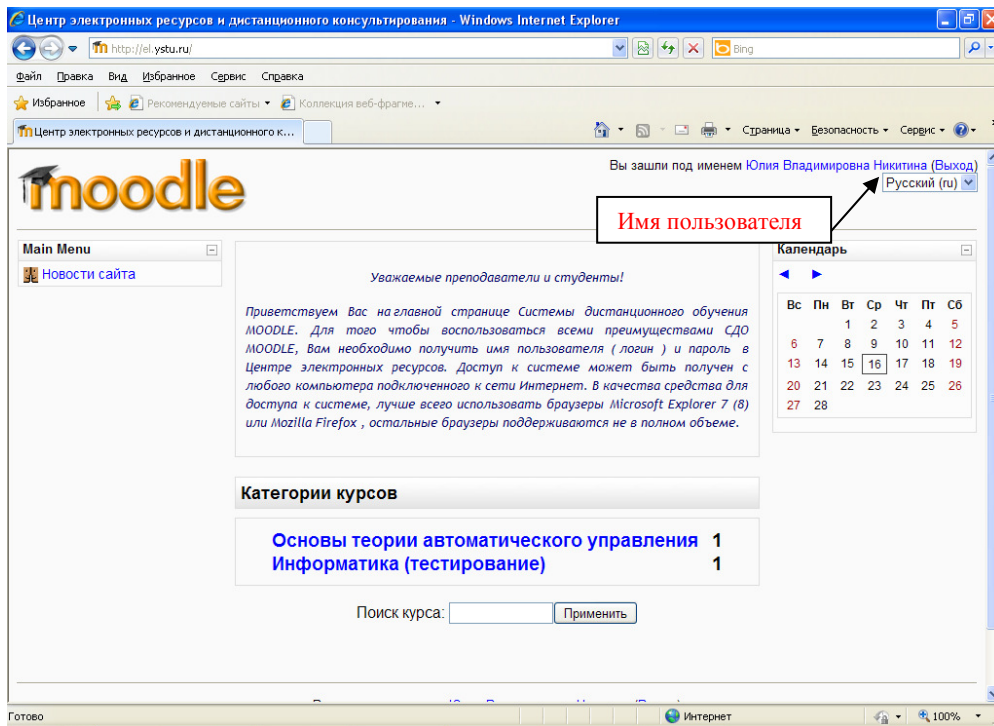 Центр электронных ресурсов и дистанционного консультирования - Windows Internet Explorer
http://el.ystu.ru/
Bing
Файл Правка Вид Избранное Сервис Справка
Избранное Рекомендуемые сайты Коллекция веб-фрагме...
Центр электронных ресурсов и дистанционного к...
Страница Безопасность Сервис
moodle
Вы зашли под именем Юлия Владимировна Никитина (Выход)
Русский (ru)
Имя пользователя
Main Menu
Новости сайта
Уважаемые преподаватели и студенты!
Приветствуем Вас на главной странице Системы дистанционного обучения
MOODLE. Для того чтобы воспользоваться всеми преимуществами СДО
MOODLE, Вам необходимо получить имя пользователя ( логин ) и пароль в
Центре электронных ресурсов. Доступ к системе может быть получен с
любого компьютера подключенного к сети Интернет. В качества средства для
доступа к системе, лучше всего использовать браузеры Microsoft Explorer 7 (8)
или Mozilla Firefox , остальные браузеры поддерживаются не в полном объеме.
Категории курсов
Основы теории автоматического управления 1
Информатика (тестирование) 1
Поиск курса: Применить
Календарь
Вс Пн Вт Ср Чт Пт Сб
1 2 3 4 5
6 7 8 9 10 11 12
13 14 15 16 17 18 19
20 21 22 23 24 25 26
27 28
Готово
Интернет
100%